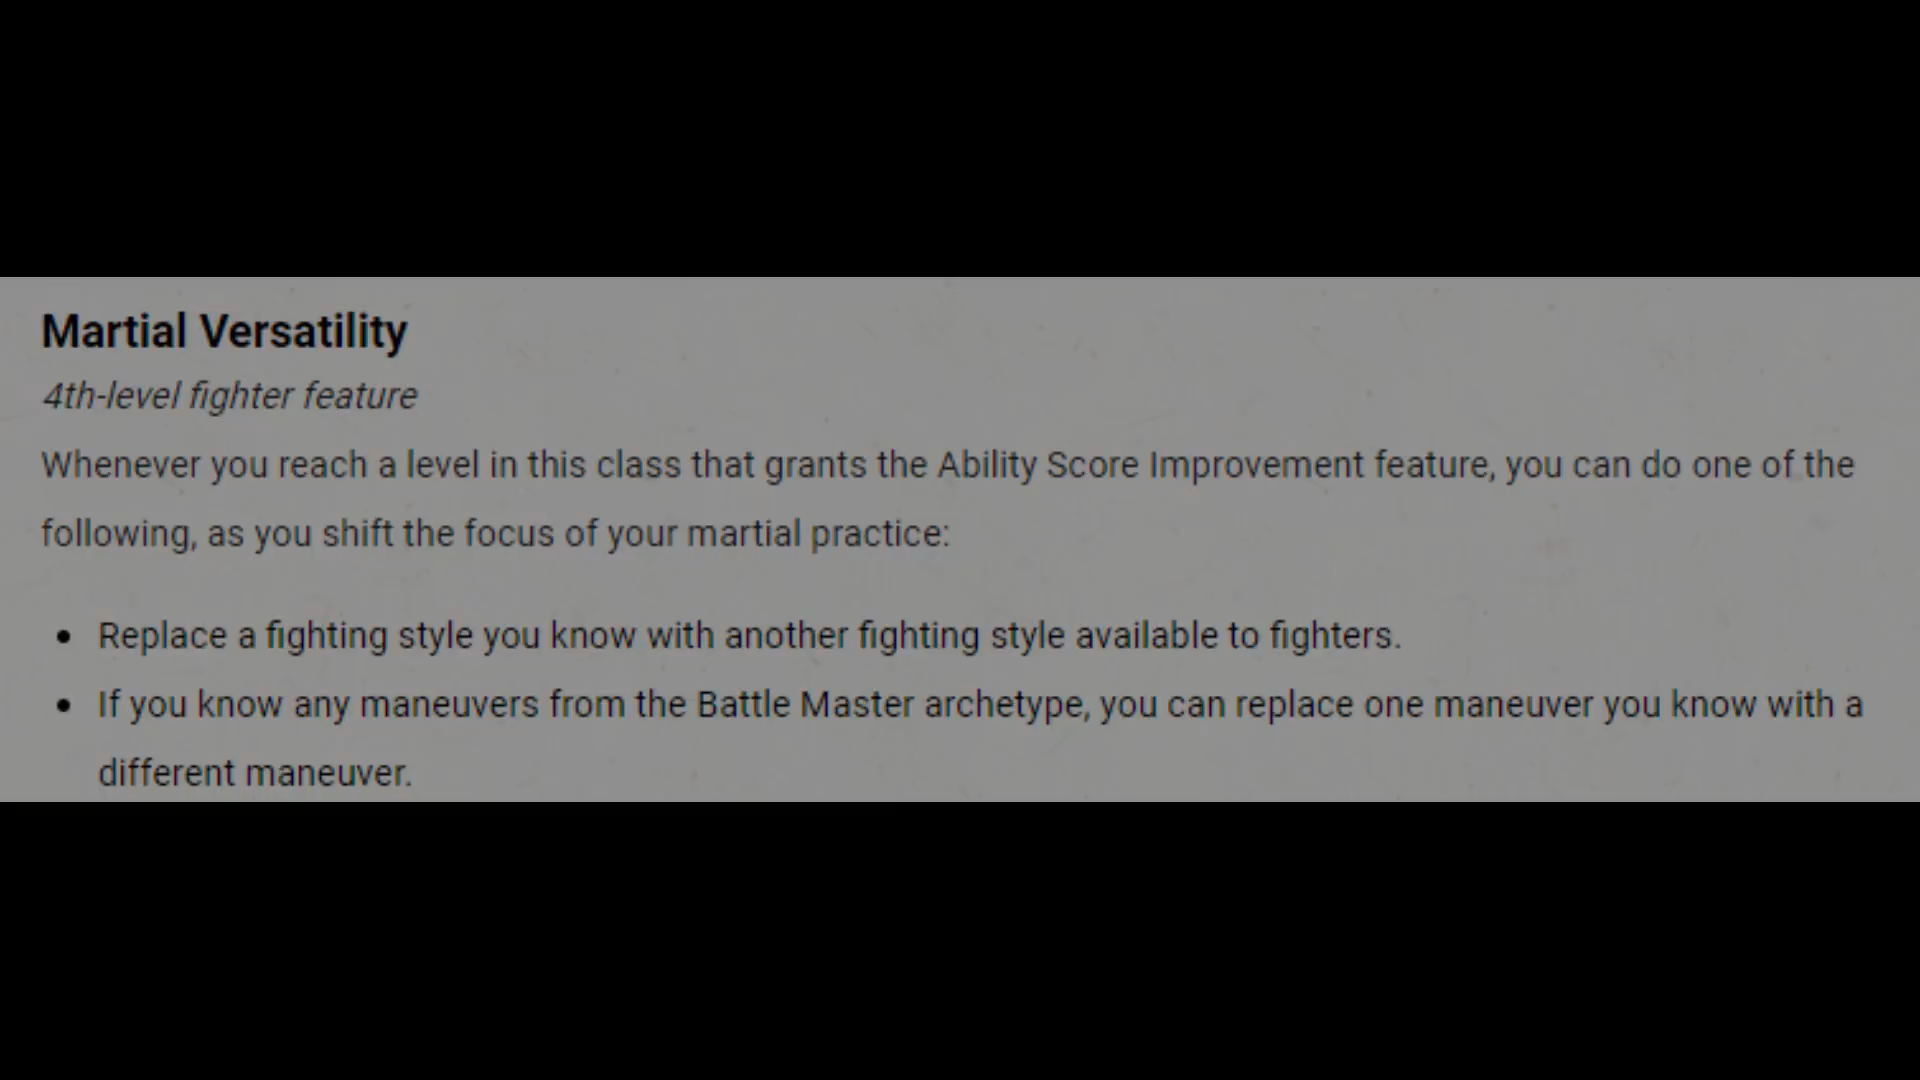 Martial Versatility
4th-level fighter feature
Whenever you reach a level in this class that grants the Ability Score Improvement feature, you can do one of the
following, as you shift the focus of your martial practice:
• Replace a fighting style you know with another fighting style available to fighters.
• If you know any maneuvers from the Battle Master archetype, you can replace one maneuver you know with a
different maneuver.